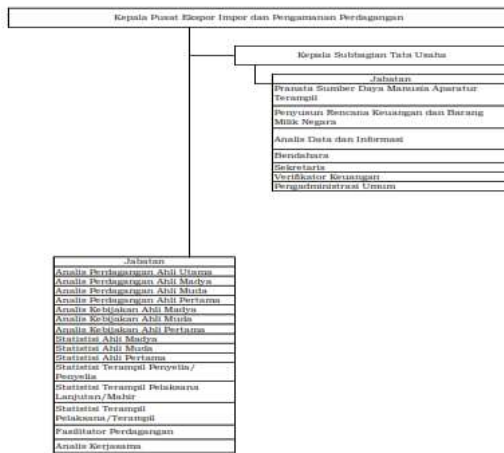 Kepala Pusat Ekspor Impor dan Pengamanan Perdagangan
Kepala Subbagian Tata Usaha
Jabatan
Pranata Sumber Daya Manusia Aparatur
Terampil
Penyusun Rencana Keuangan dan Barang
Milik Negara
Analis Data dan Informasi
Bendahara
Sekretaris
Verifikator Keuangan
Pengadministrasi Umum
Jabatan
Analis Perdagangan Ahli Utama
Analis Perdagangan Ahli Madya
Analis Perdagangan Ahli Muda
Analis Perdagangan Ahli Pertama
Analis Kebijakan Ahli Madya
Analis Kebijakan Ahli Muda
Analis Kebijakan Ahli Pertama
Statistisi Ahli Madya
Statistisi Ahli Muda
Statistisi Ahli Pertama
Statistisi Terampil Penyelia/
Penyelia
Statistisi Terampil Pelaksana
Lanjutan/Mahir
Statistisi Terampil
Pelaksana/Terampil
Fasilitator Perdagangan
Analis Kerjasama